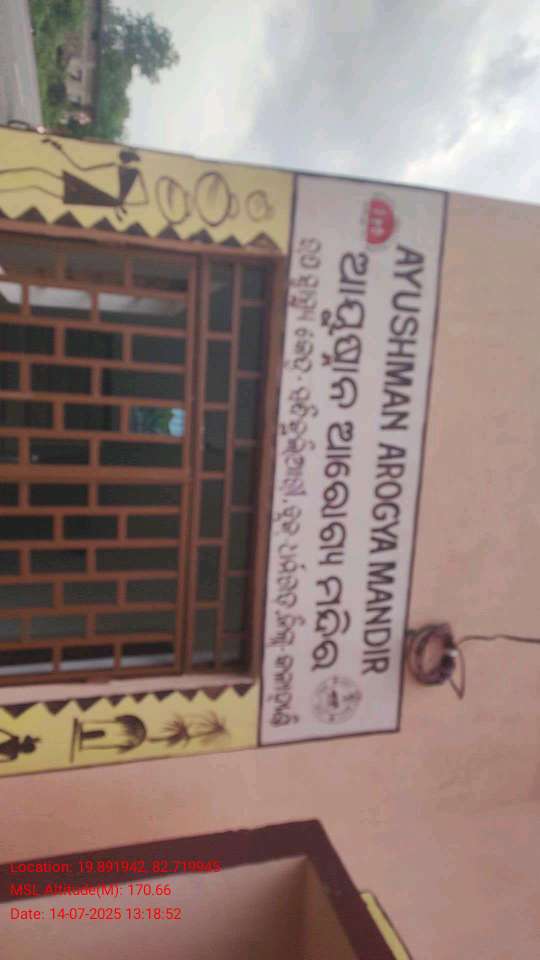 AYUSHMAN AROGYA MANDIR
ଆୟୁଷ୍ମାନ ଆରୋଗ୍ୟ ମନ୍ଦିର
ଉପ ସ୍ୱାସ୍ଥ୍ୟ କେନ୍ଦ୍ର-
Location: 19.891942, 82.719945
MSL Altitude(M): 170.66
Date: 14-07-2025 13:18:52